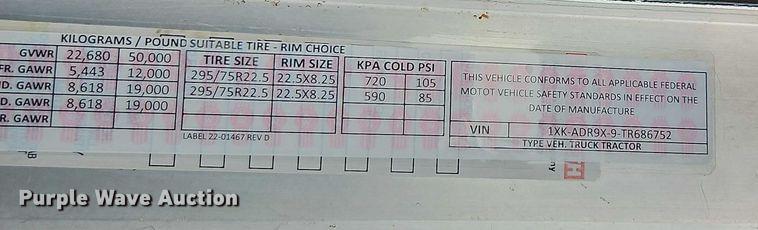 KILOGRAMS / POUND SUITABLE TIRE - RIM CHOICE
GVWR 22,680 50,000 TIRE SIZE RIM SIZE KPA COLD PSI
FR. GAWR 5,443 12,000 295/75R22.5 22.5X8.25 720 105
D. GAWR 8,618 19,000 295/75R22.5 22.5X8.25 590 85
D. GAWR 8,618 19,000
R. GAWR
LABEL 22-01467 REV D
THIS VEHICLE CONFORMS TO ALL APPLICABLE FEDERAL
MOTOT VEHICLE SAFETY STANDARDS IN EFFECT ON THE
DATE OF MANUFACTURE
VIN 1XK-ADR9X-9-TR686752
TYPE VEH. TRUCK TRACTOR
ny
H
Purple Wave Auction